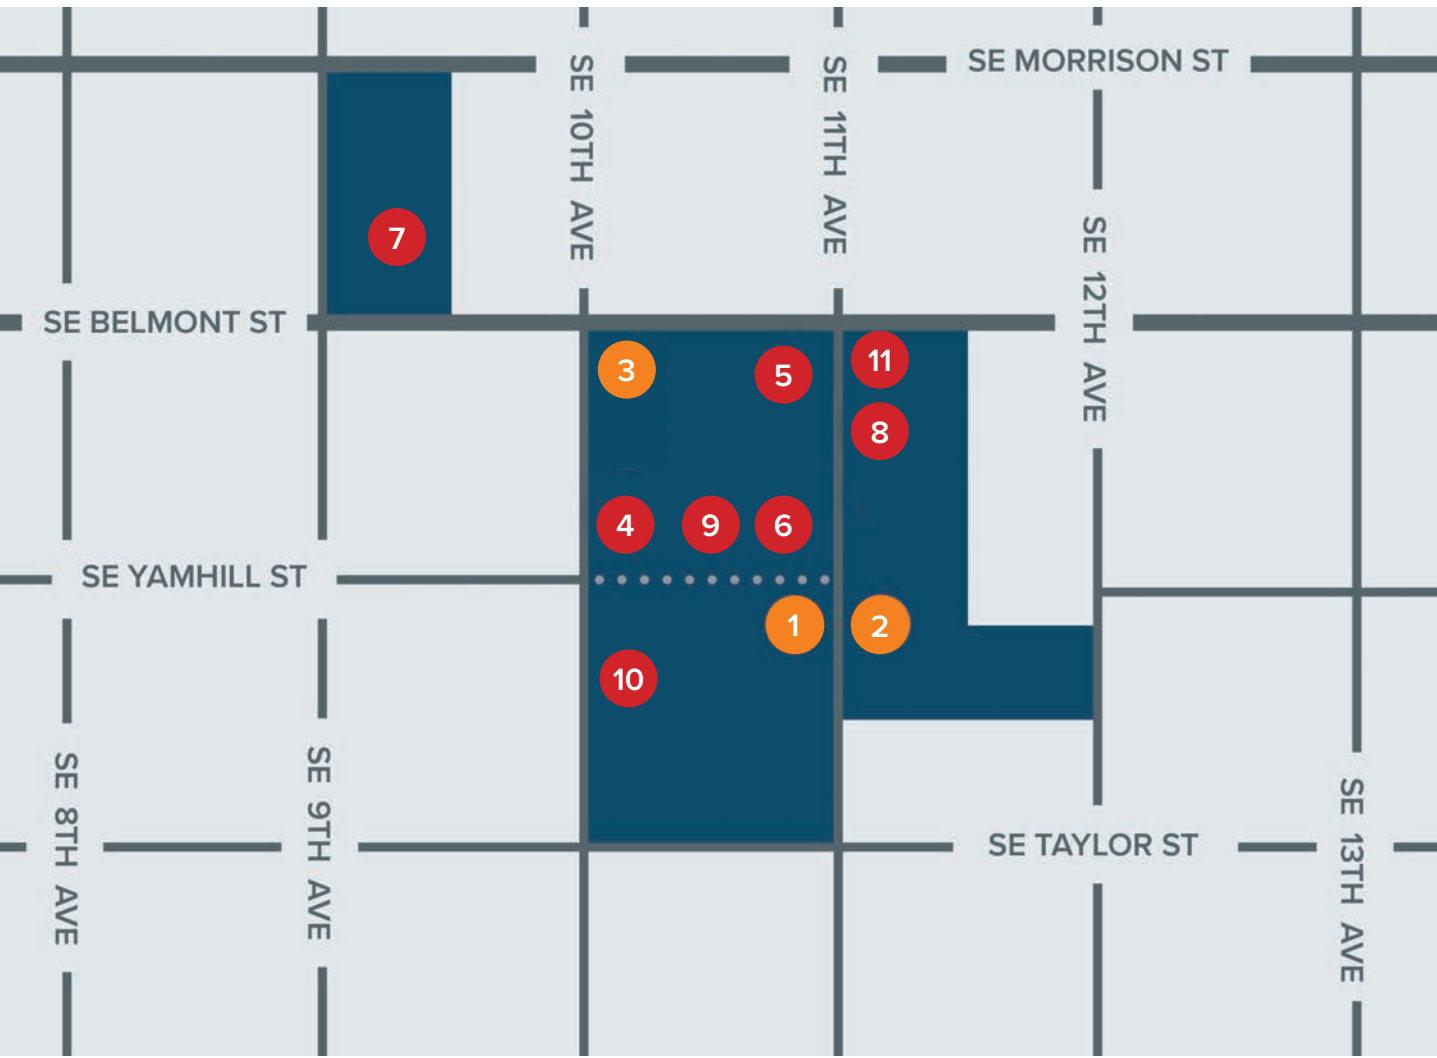 SE MORRISON ST
SE 10TH AVE
SE 11TH AVE
7
SE 12TH AVE
SE BELMONT ST
3
5
11
8
4
9
6
SE YAMHILL ST
1
2
10
SE 8TH AVE
SE 9TH AVE
SE TAYLOR ST
SE 13TH AVE